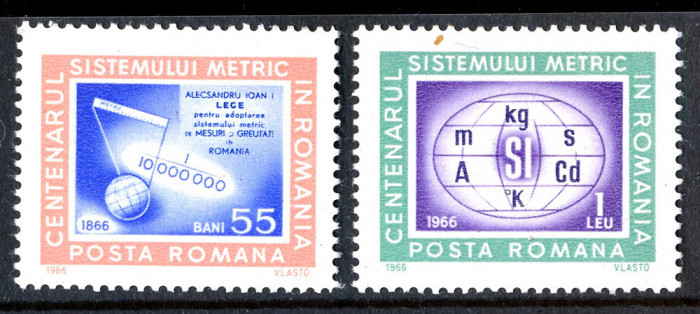 CENTENARUL
SISTEMULUI METRIC
IN ROMANIA
ALECSANDRU IOAN I
LEGE
pentru adoptarea
sistemului metric
DE MESURI și GREUTATI
IN
ROMANIA
METRU
1
10 000 000
1866
BANI 55
POSTA ROMANA
1966
VLASTO
CENTENARUL
SISTEMULUI METRIC
IN ROMANIA
kg
m
s
SI
A
Cd
°K
1966
1
LEU
POSTA ROMANA
1966
VLASTO